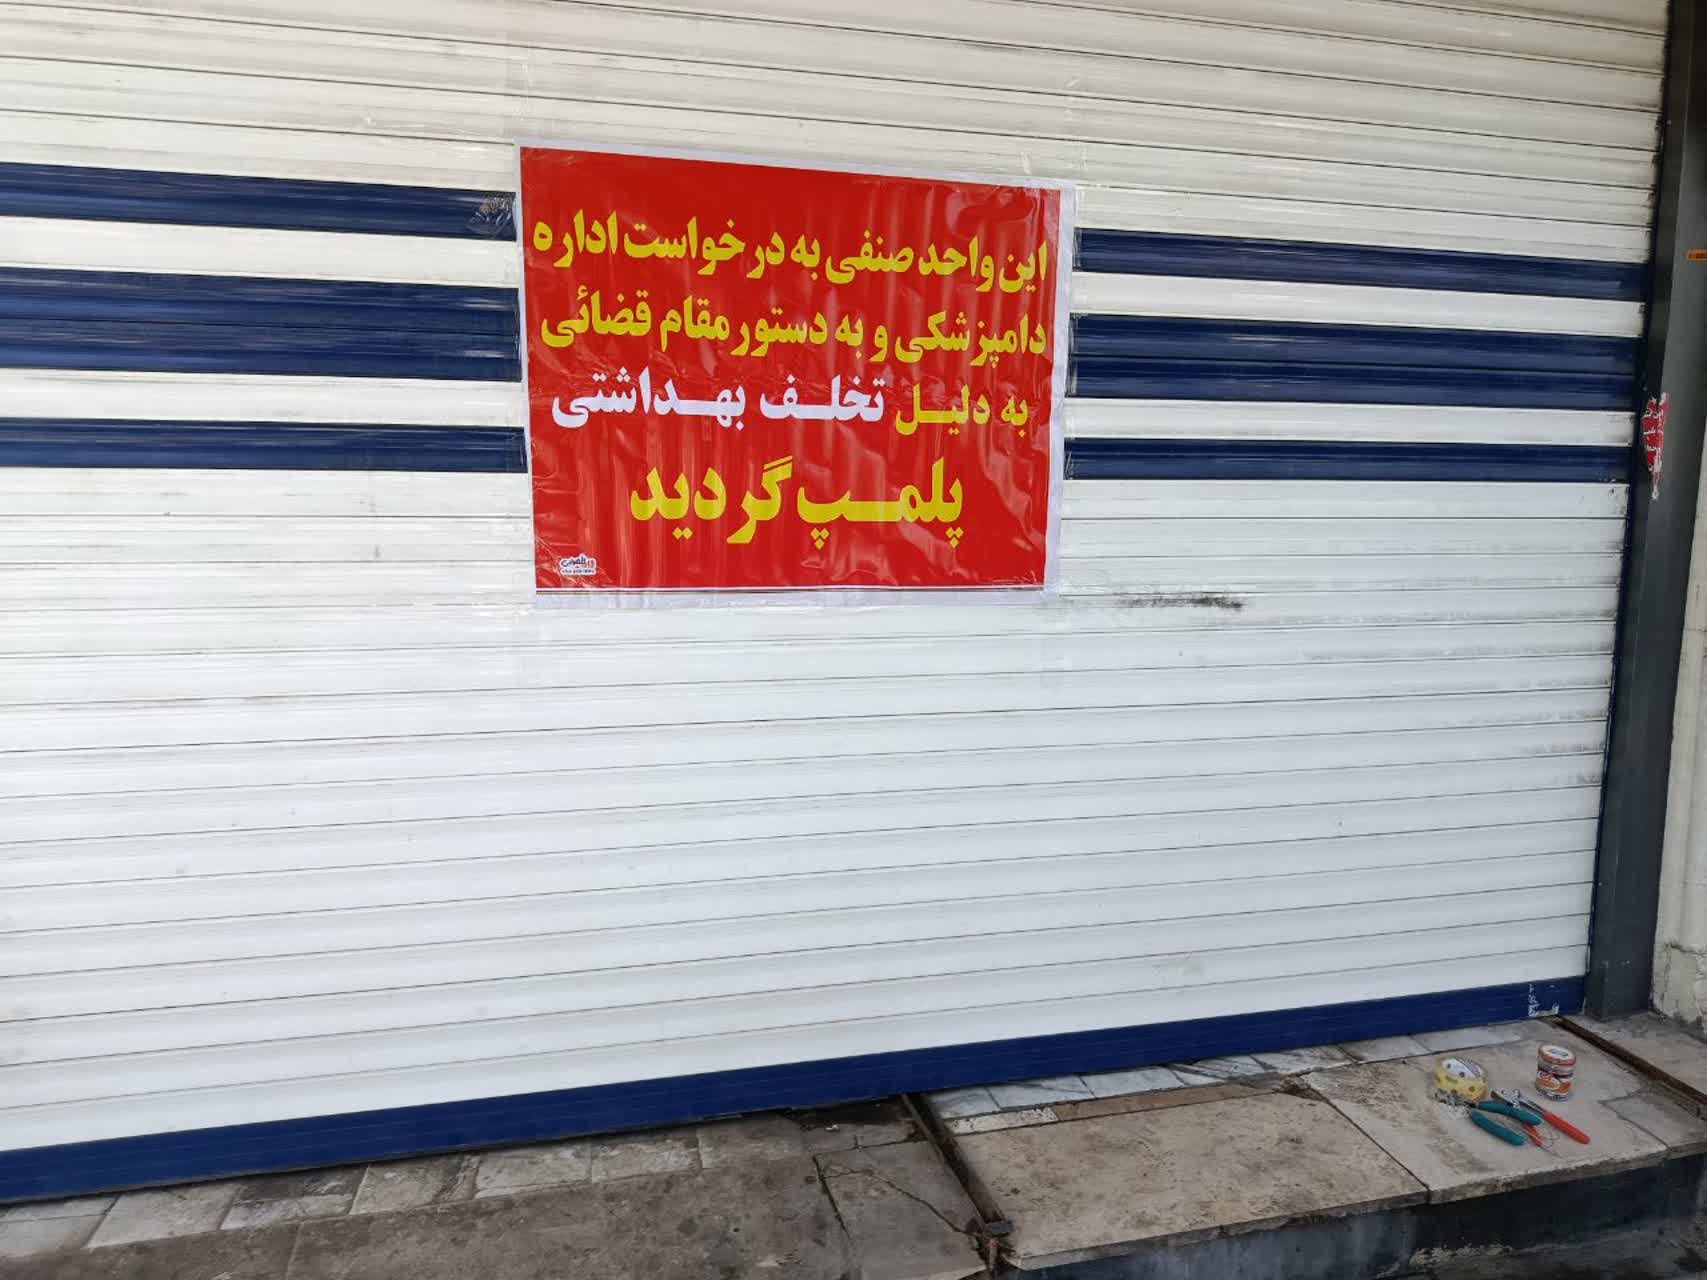 این واحد صنفی به درخواست اداره
دامپزشکی و به دستور مقام قضائی
به دلیل تخلف بهداشتی
پلمپ گردید